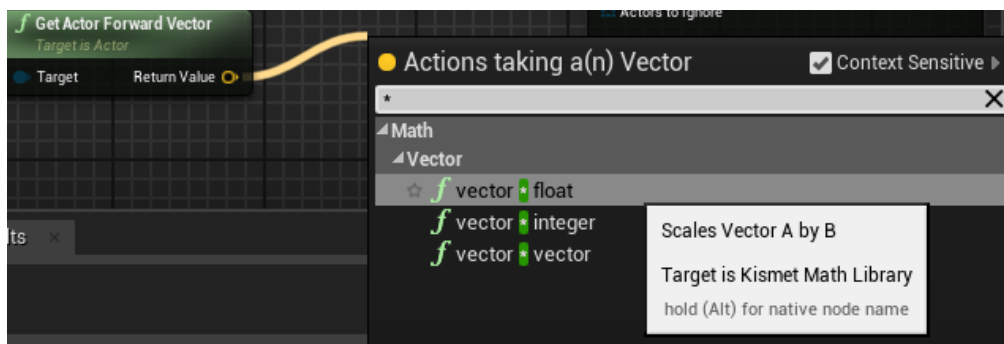 f Get Actor Forward Vector
Target is Actor
Target Return Value
Actors to Ignore
Actions taking a(n) Vector Context Sensitive
*
Math
Vector
f vector * float
f vector * integer
f vector * vector
Scales Vector A by B
Target is Kismet Math Library
hold (Alt) for native node name
lts